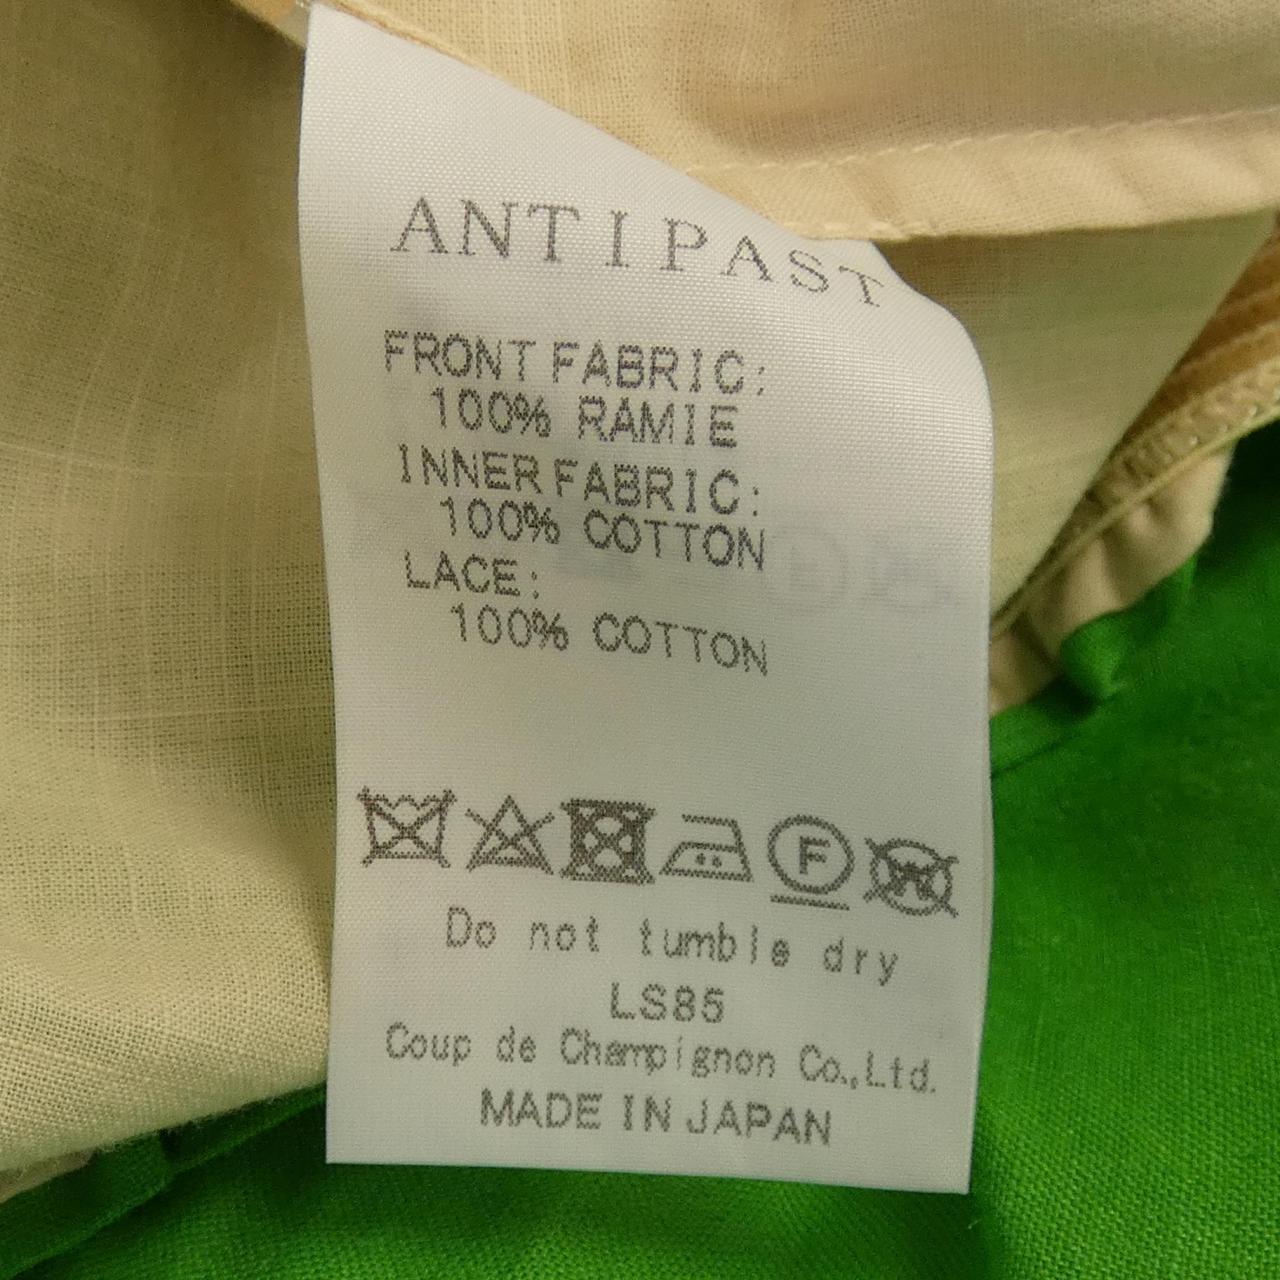 ANTIPAST
FRONT FABRIC:
100% RAMIE
INNER FABRIC:
100% COTTON
LACE:
100% COTTON
F W
Do not tumble dry
LS85
Coup de Champignon Co.,Ltd.
MADE IN JAPAN